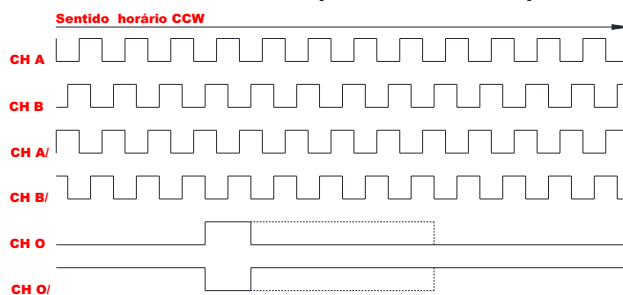 Sentido horário CCW
CH A
CH B
CH A/
CH B/
CH O
CH O/